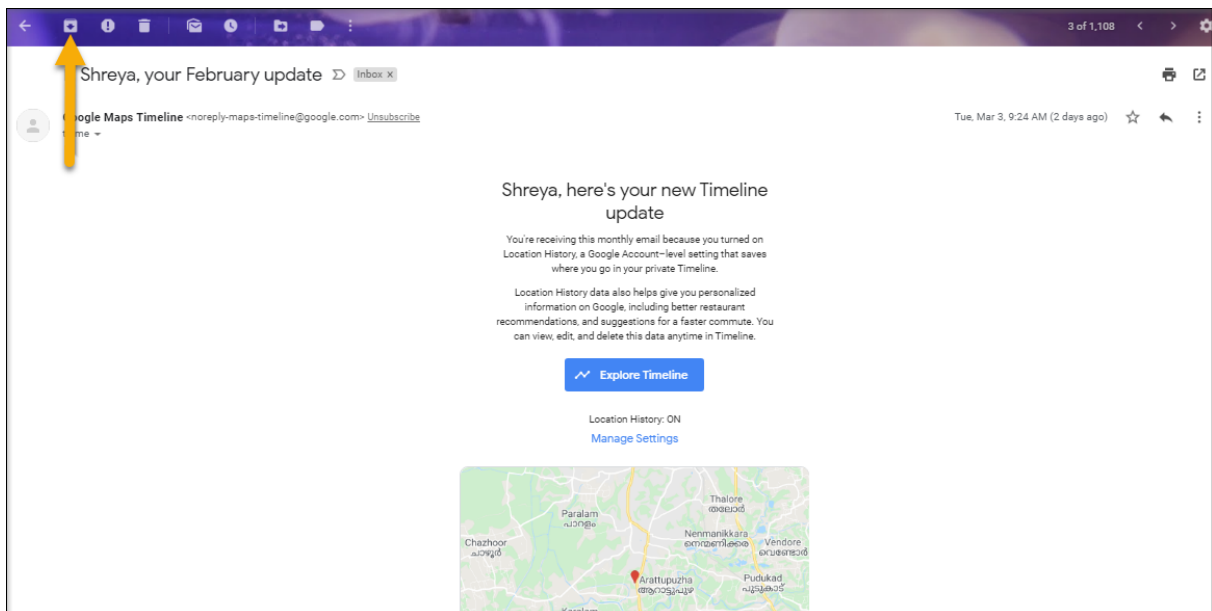 3 of 1,108
Shreya, your February update Inbox x
Google Maps Timeline <noreply-maps-timeline@google.com> Unsubscribe
Tue, Mar 3, 9:24 AM (2 days ago)
me
Shreya, here's your new Timeline
update
You're receiving this monthly email because you turned on
Location History, a Google Account–level setting that saves
where you go in your private Timeline.
Location History data also helps give you personalized
information on Google, including better restaurant
recommendations, and suggestions for a faster commute. You
can view, edit, and delete this data anytime in Timeline.
Explore Timeline
Location History: ON
Manage Settings
Thalore
തലോർ
Paralam
പാറളം
Nenmanikkara
നെന്മണിക്കര
Chazhoor
ചാഴൂർ
Vendore
വെണ്ടോർ
Arattupuzha
ആറാട്ടുപുഴ
Pudukad
പുതുക്കാട്